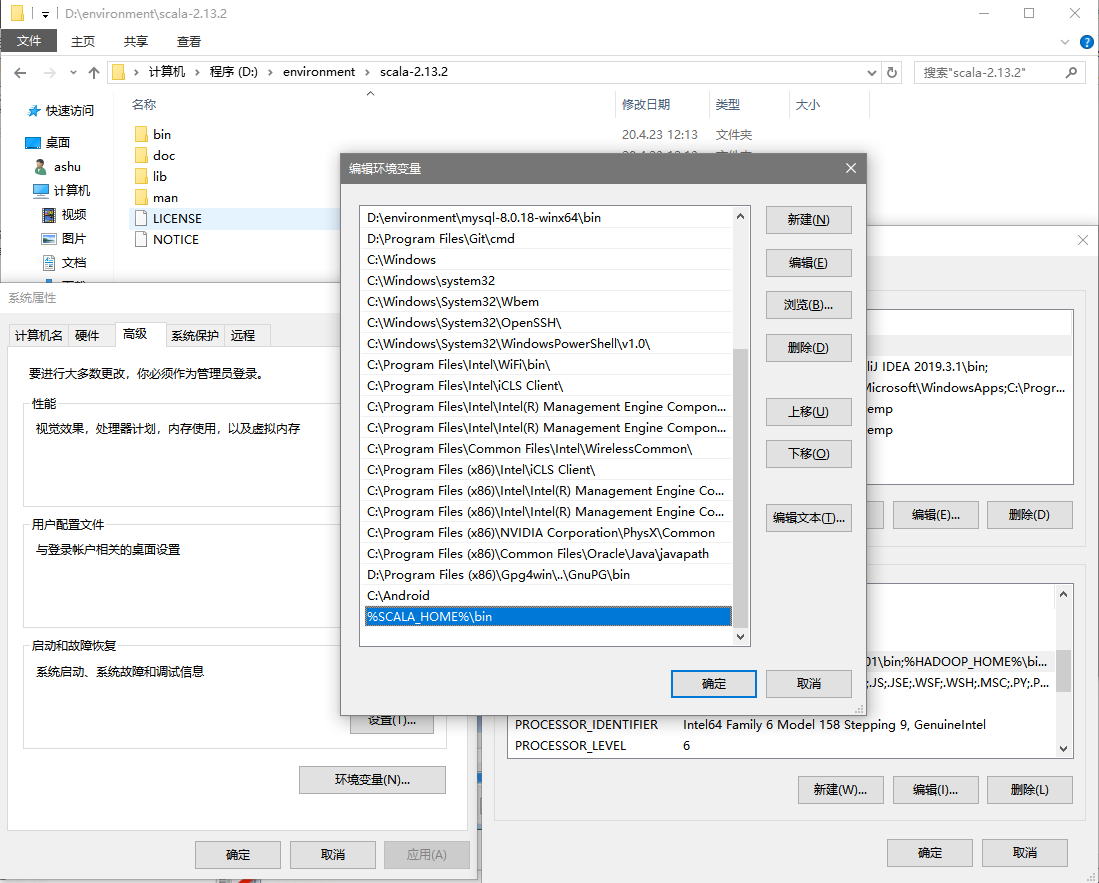 D:\environment\scala-2.13.2
文件 主页 共享 查看
计算机 程序 (D:) environment scala-2.13.2
搜索"scala-2.13.2"
名称 修改日期 类型 大小
快速访问
桌面
ashu
计算机
视频
图片
文档
bin 20.4.23 12:13 文件夹
doc
lib
man
LICENSE
NOTICE
编辑环境变量
D:\environment\mysql-8.0.18-winx64\bin
D:\Program Files\Git\cmd
C:\Windows
C:\Windows\system32
C:\Windows\System32\Wbem
C:\Windows\System32\OpenSSH\
C:\Windows\System32\WindowsPowerShell\v1.0\
C:\Program Files\Intel\WiFi\bin\
C:\Program Files\Intel\iCLS Client\
C:\Program Files\Intel\Intel(R) Management Engine Compon...
C:\Program Files\Intel\Intel(R) Management Engine Compon...
C:\Program Files\Common Files\Intel\WirelessCommon\
C:\Program Files (x86)\Intel\iCLS Client\
C:\Program Files (x86)\Intel\Intel(R) Management Engine Co...
C:\Program Files (x86)\Intel\Intel(R) Management Engine Co...
C:\Program Files (x86)\NVIDIA Corporation\PhysX\Common
C:\Program Files (x86)\Common Files\Oracle\Java\javapath
D:\Program Files (x86)\Gpg4win\..\GnuPG\bin
C:\Android
%SCALA_HOME%\bin
新建(N)
编辑(E)
浏览(B)...
删除(D)
上移(U)
下移(O)
编辑文本(T)...
确定 取消
系统属性
计算机名 硬件 高级 系统保护 远程
要进行大多数更改，你必须作为管理员登录。
性能
视觉效果，处理器计划，内存使用，以及虚拟内存
用户配置文件
与登录帐户相关的桌面设置
启动和故障恢复
系统启动、系统故障和调试信息
设置(T)...
环境变量(N)...
确定 取消 应用(A)
liJ IDEA 2019.3.1\bin;
Microsoft\WindowsApps;C:\Progr...
emp
emp
编辑(E)... 删除(D)
01\bin;%HADOOP_HOME%\bi...
;.JS;.JSE;.WSF;.WSH;.MSC;.PY;.P...
PROCESSOR_IDENTIFIER Intel64 Family 6 Model 158 Stepping 9, GenuineIntel
PROCESSOR_LEVEL 6
新建(W)... 编辑(I)... 删除(L)
确定 取消